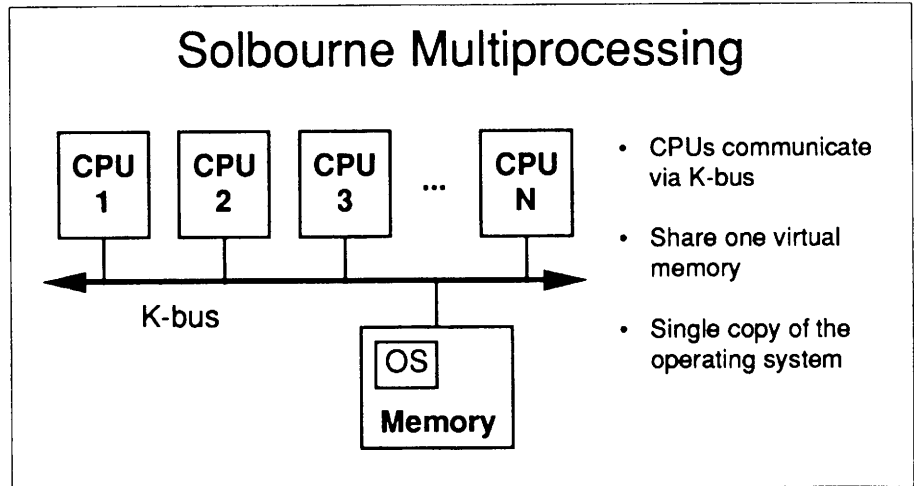 Solbourne Multiprocessing
CPU
1
CPU
2
CPU
3
...
CPU
N
K-bus
OS
Memory
• CPUs communicate
via K-bus
• Share one virtual
memory
• Single copy of the
operating system